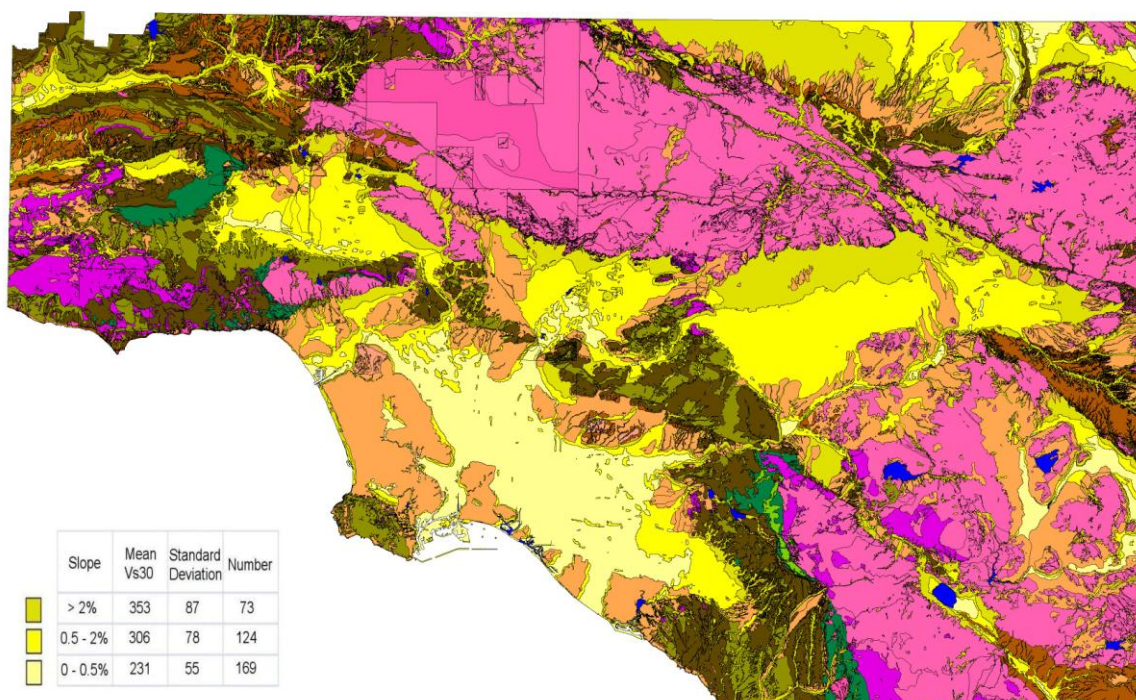 Slope Mean Vs30 Standard Deviation Number
> 2% 353 87 73
0.5 - 2% 306 78 124
0 - 0.5% 231 55 169